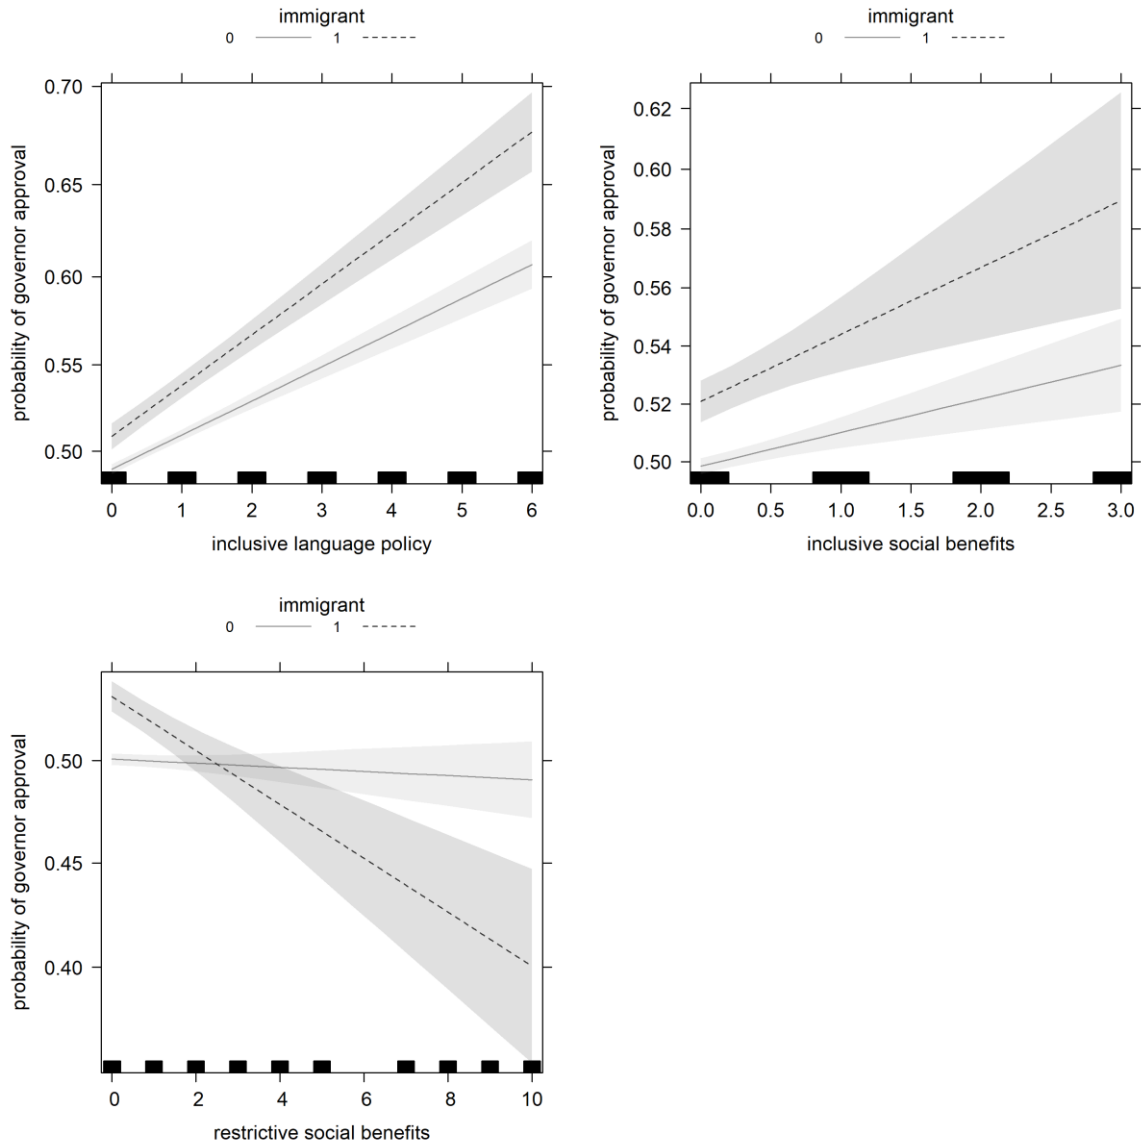 immigrant
0 1
0.70
0.65
0.60
0.55
0.50
probability of governor approval
0 1 2 3 4 5 6
inclusive language policy
immigrant
0 1
0.62
0.60
0.58
0.56
0.54
0.52
0.50
probability of governor approval
0.0 0.5 1.0 1.5 2.0 2.5 3.0
inclusive social benefits
immigrant
0 1
0.50
0.45
0.40
probability of governor approval
0 2 4 6 8 10
restrictive social benefits